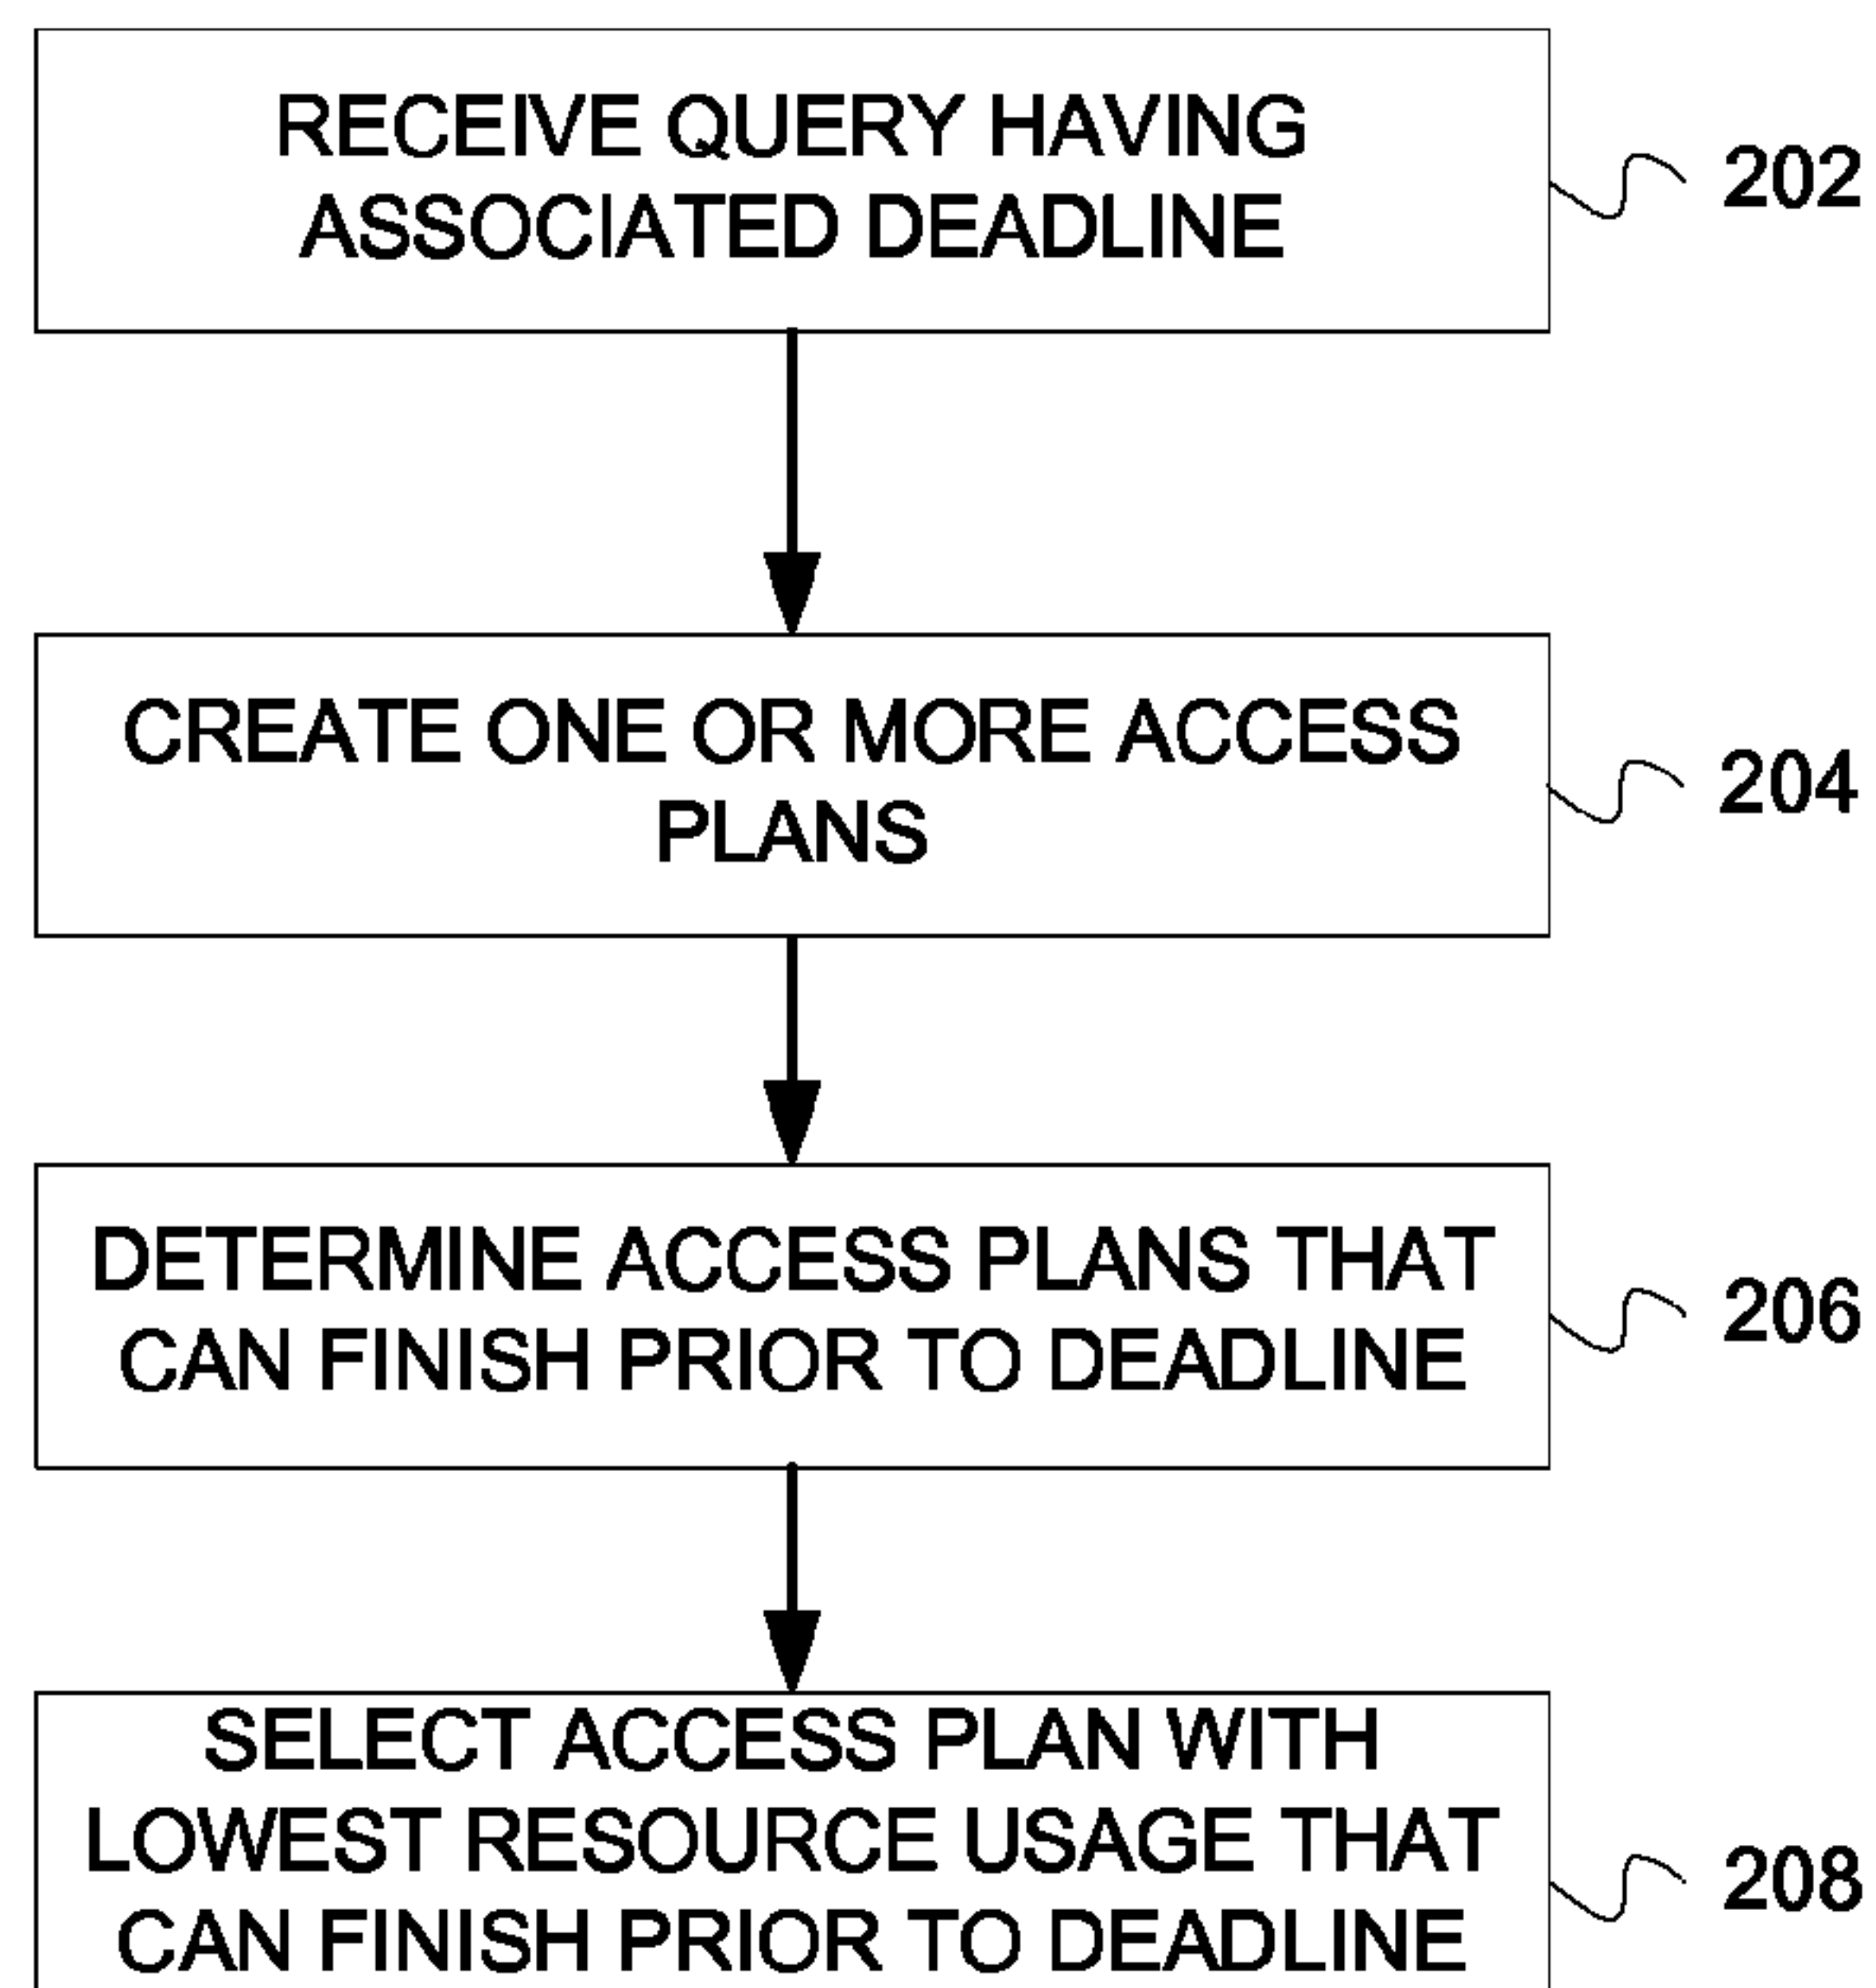 RECEIVE QUERY HAVING
ASSOCIATED DEADLINE
202
CREATE ONE OR MORE ACCESS
PLANS
204
DETERMINE ACCESS PLANS THAT
CAN FINISH PRIOR TO DEADLINE
206
SELECT ACCESS PLAN WITH
LOWEST RESOURCE USAGE THAT
CAN FINISH PRIOR TO DEADLINE
208